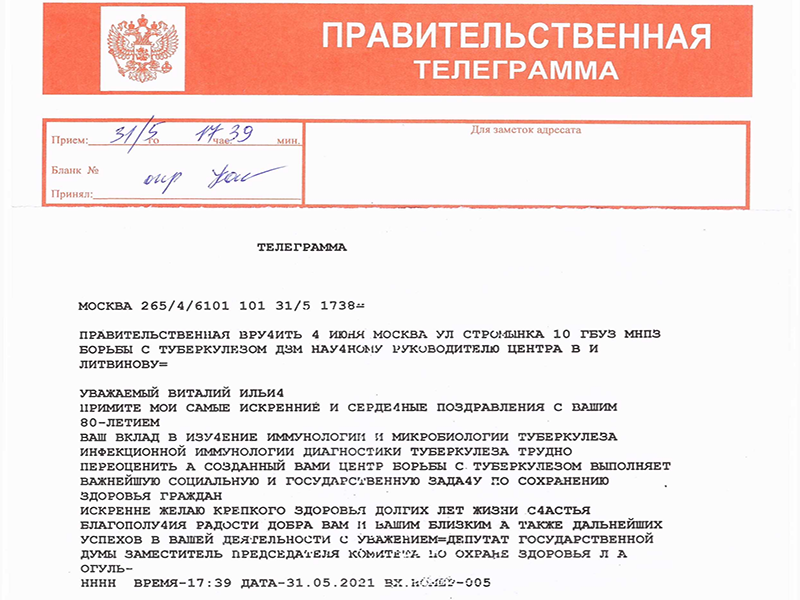 ПРАВИТЕЛЬСТВЕННАЯ
ТЕЛЕГРАММА
Прием: 31/5 го 17 час. 39 мин.
Для заметок адресата
Бланк №
Принял:
ТЕЛЕГРАММА
МОСКВА 265/4/6101 101 31/5 1738=
ПРАВИТЕЛЬСТВЕННАЯ ВРУ4ИТЬ 4 ИЮНЯ МОСКВА УЛ СТРОМЫНКА 10 ГБУЗ МНПЗ
БОРЬБЫ С ТУБЕРКУЛЕЗОМ ДЗМ НАУ4НОМУ РУКОВОДИТЕЛЮ ЦЕНТРА В И
ЛИТВИНОВУ=
УВАЖАЕМЫЙ ВИТАЛИЙ ИЛЬИ4
ПРИМИТЕ МОИ САМЫЕ ИСКРЕННИЕ И СЕРДЕ4НЫЕ ПОЗДРАВЛЕНИЯ С ВАШИМ
80-ЛЕТИЕМ
ВАШ ВКЛАД В ИЗУ4ЕНИЕ ИММУНОЛОГИИ И МИКРОБИОЛОГИИ ТУБЕРКУЛЕЗА
ИНФЕКЦИОННОЙ ИММУНОЛОГИИ ДИАГНОСТИКИ ТУБЕРКУЛЕЗА ТРУДНО
ПЕРЕОЦЕНИТЬ А СОЗДАННЫЙ ВАМИ ЦЕНТР БОРЬБЫ С ТУБЕРКУЛЕЗОМ ВЫПОЛНЯЕТ
ВАЖНЕЙШУЮ СОЦИАЛЬНУЮ И ГОСУДАРСТВЕННУЮ ЗАДА4У ПО СОХРАНЕНИЮ
ЗДОРОВЬЯ ГРАЖДАН
ИСКРЕННЕ ЖЕЛАЮ КРЕПКОГО ЗДОРОВЬЯ ДОЛГИХ ЛЕТ ЖИЗНИ С4АСТЬЯ
БЛАГОПОЛУ4ИЯ РАДОСТИ ДОБРА ВАМ И ВАШИМ БЛИЗКИМ А ТАКЖЕ ДАЛЬНЕЙШИХ
УСПЕХОВ В ВАШЕЙ ДЕЯТЕЛЬНОСТИ С УВАЖЕНИЕМ=ДЕПУТАТ ГОСУДАРСТВЕННОЙ
ДУМЫ ЗАМЕСТИТЕЛЬ ПРЕДСЕДАТЕЛЯ КОМИТЕТА ПО ОХРАНЕ ЗДОРОВЬЯ Л А
ОГУЛЬ-
НННН ВРЕМЯ-17:39 ДАТА-31.05.2021 ВХ.НОМЕР-005